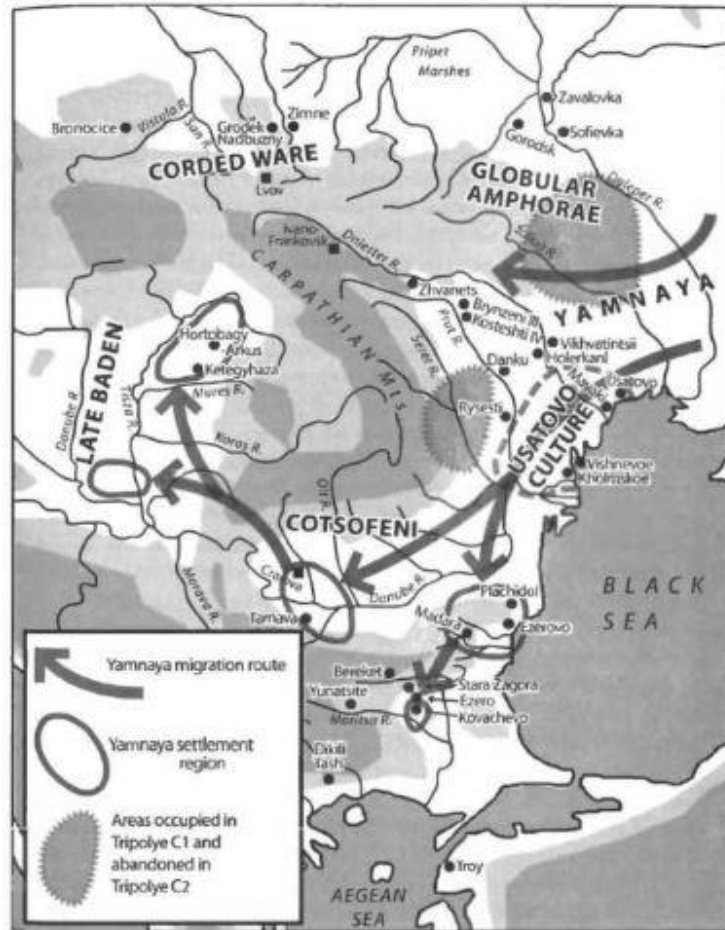 Pripet
Marshes
Zavalovka
Bronocice
Vistula R.
San R.
Grodek
Nadbuzny
Zimne
Gorodsk
Sofievka
CORDED WARE
Lvov
GLOBULAR
AMPHORAE
Dnieper R.
Ivano-
Frankovsk
Dniester R.
CARPATHIAN Mts.
Zhvanets
YAMNAYA
Brynzeni III
Kosteshti IV
Prut R.
Seret R.
Vikhvatintsii
Holerkani
Danku
Mayaki
Usatovo
Hortobagy
Arkus
Ketegyhaza
Mures R.
Koros R.
LATE BADEN
Danube R.
Tisza R.
Rysesti
USATOVO
CULTURE
Vishnevoe
Kholmskoe
Olt R.
COTSOFENI
Craiova
Danube R.
Morava R.
Tarnava
Plachidol
Madara
Ezerovo
BLACK
SEA
Bereket
Stara Zagora
Yunatsite
Ezero
Maritsa R.
Kovachevo
Dikili
Tash
Troy
AEGEAN
SEA
Yamnaya migration route
Yamnaya settlement
region
Areas occupied in
Tripolye C1 and
abandoned in
Tripolye C2